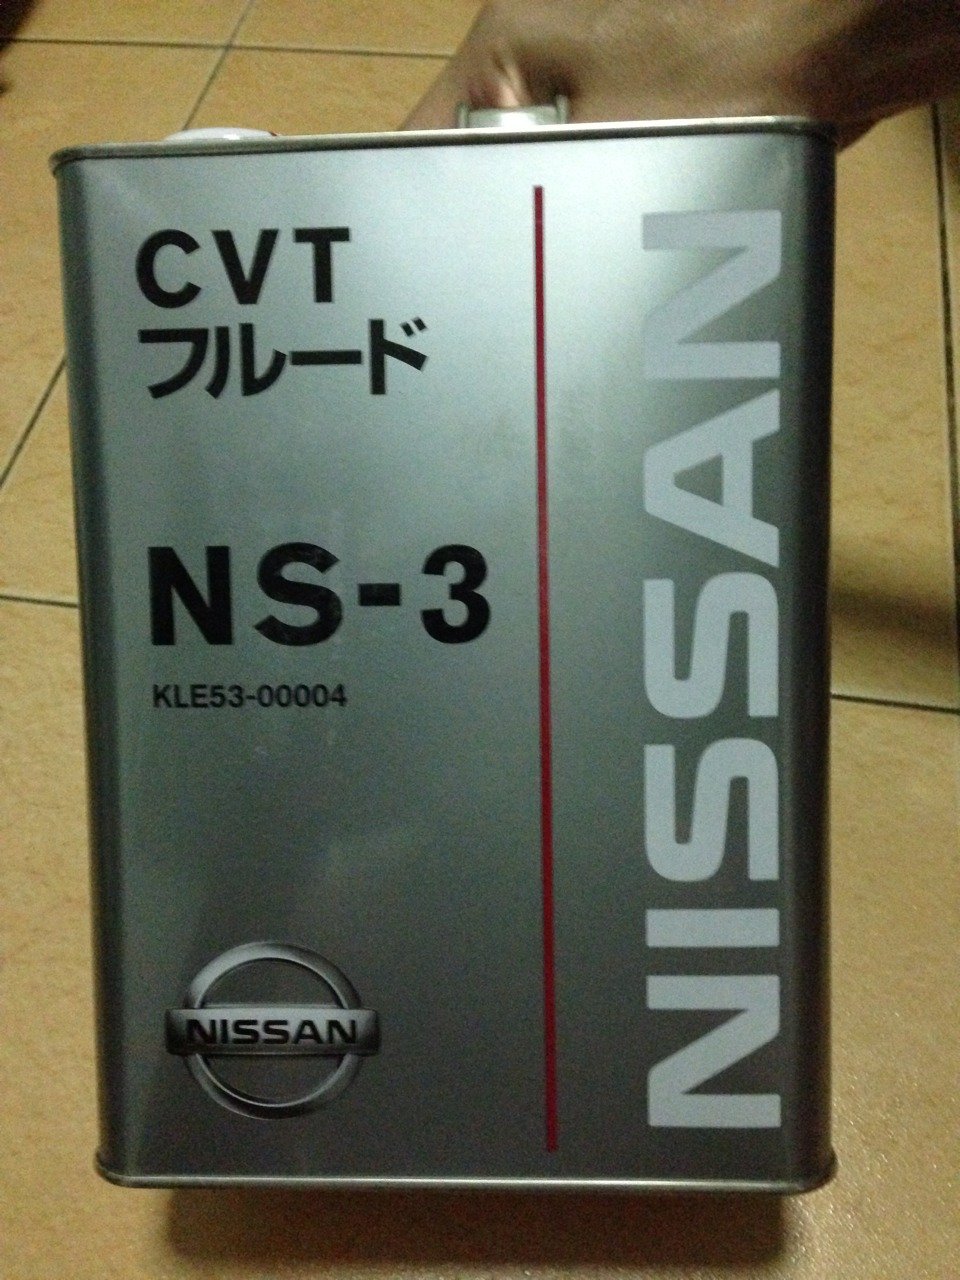 CVT
フルード
NS-3
KLE53-00004
NISSAN
NISSAN